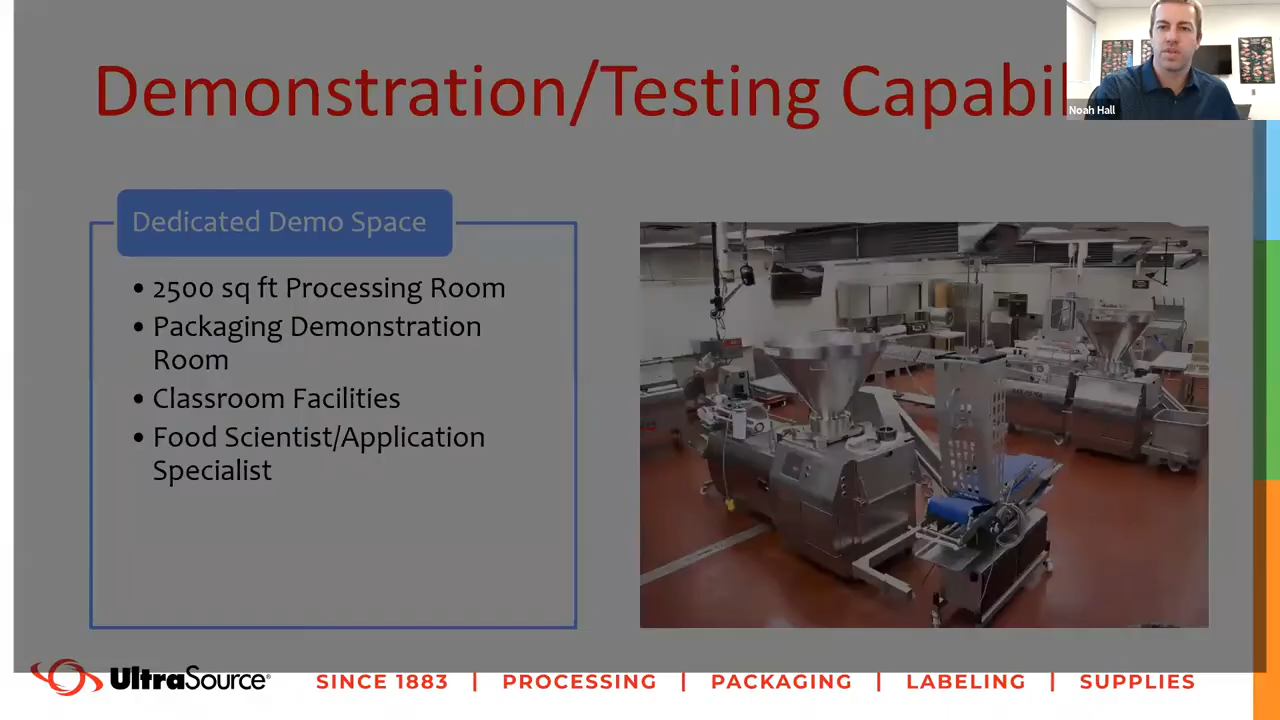 Demonstration/Testing Capabil
Noah Hall
Dedicated Demo Space
• 2500 sq ft Processing Room
• Packaging Demonstration
Room
• Classroom Facilities
• Food Scientist/Application
Specialist
UltraSource®
SINCE 1883 | PROCESSING | PACKAGING | LABELING | SUPPLIES